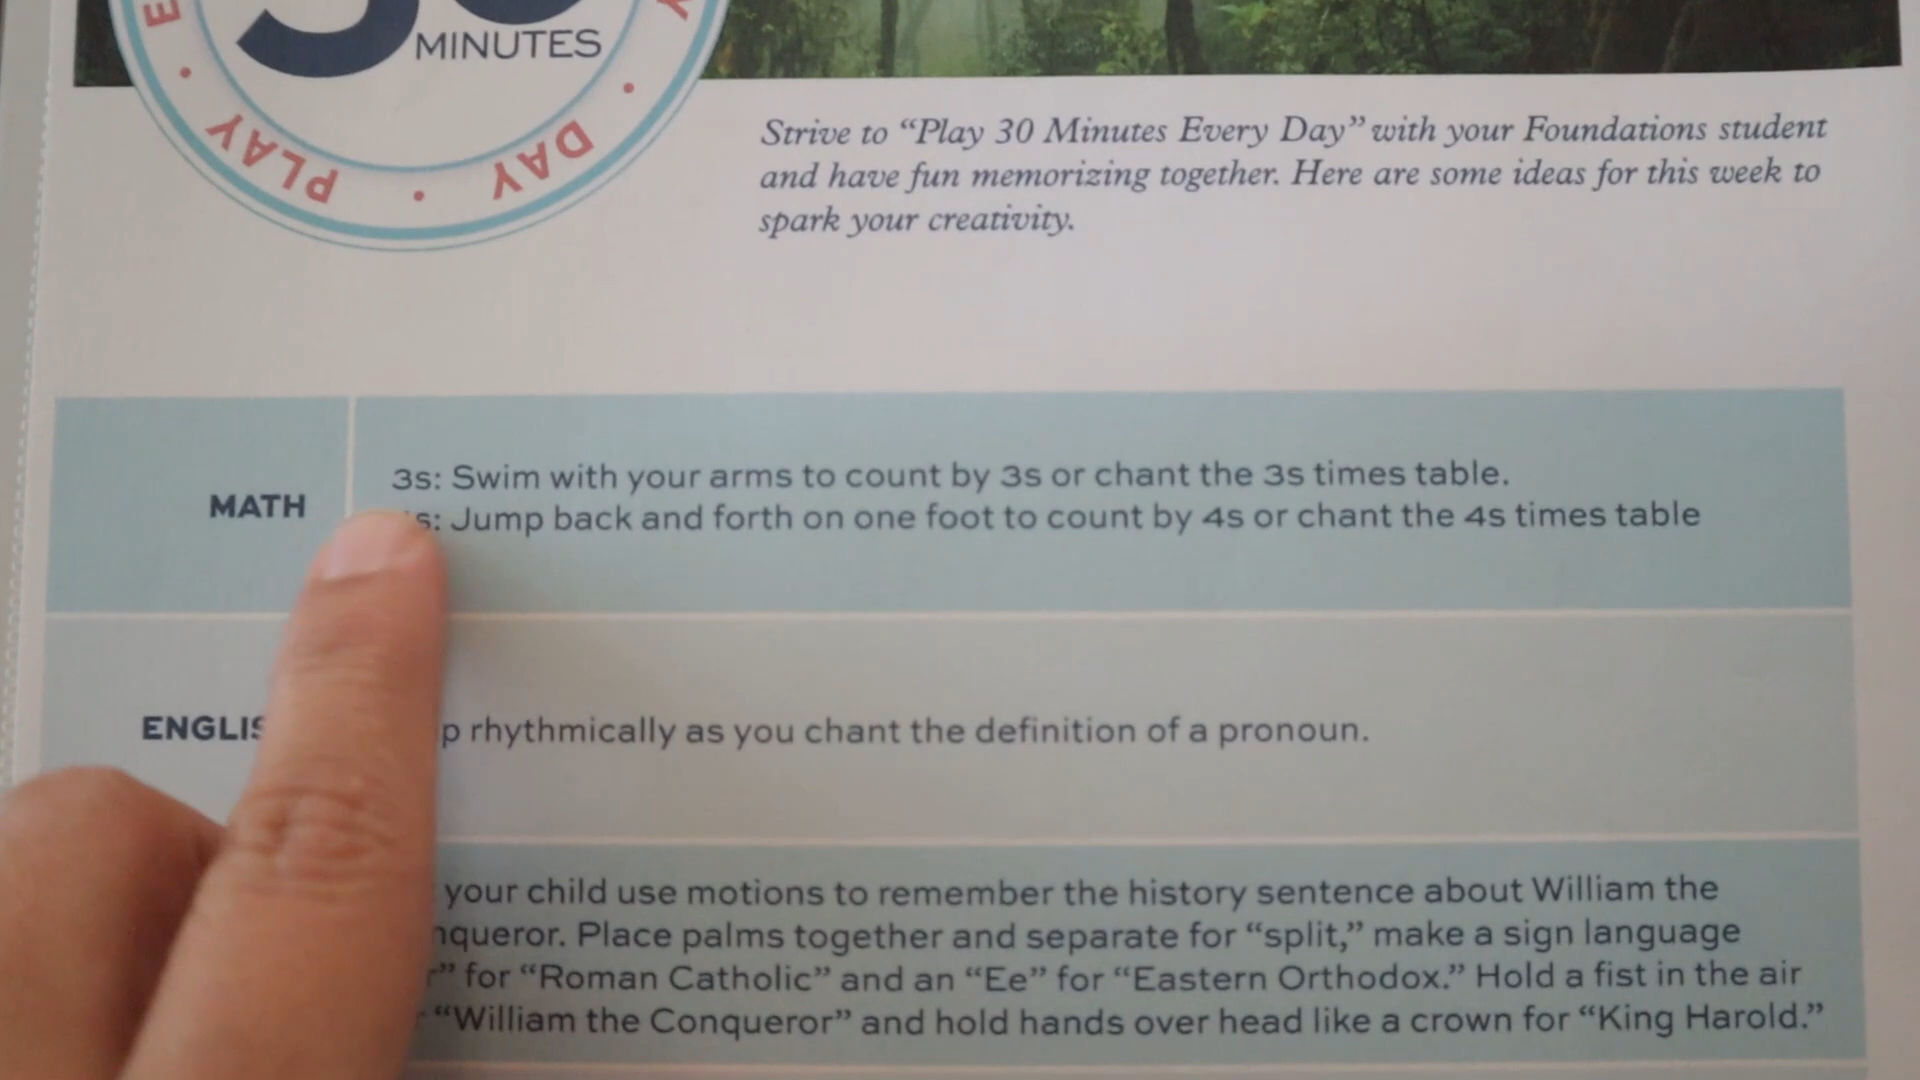 MINUTES
PLAY • DAY •
Strive to “Play 30 Minutes Every Day” with your Foundations student
and have fun memorizing together. Here are some ideas for this week to
spark your creativity.
MATH
3s: Swim with your arms to count by 3s or chant the 3s times table.
s: Jump back and forth on one foot to count by 4s or chant the 4s times table
rhythmically as you chant the definition of a pronoun.
your child use motions to remember the history sentence about William the
Place palms together and separate for “split,” make a sign language
for “Roman Catholic” and an “Ee” for “Eastern Orthodox.” Hold a fist in the air
“William the Conqueror” and hold hands over head like a crown for “King Harold.”